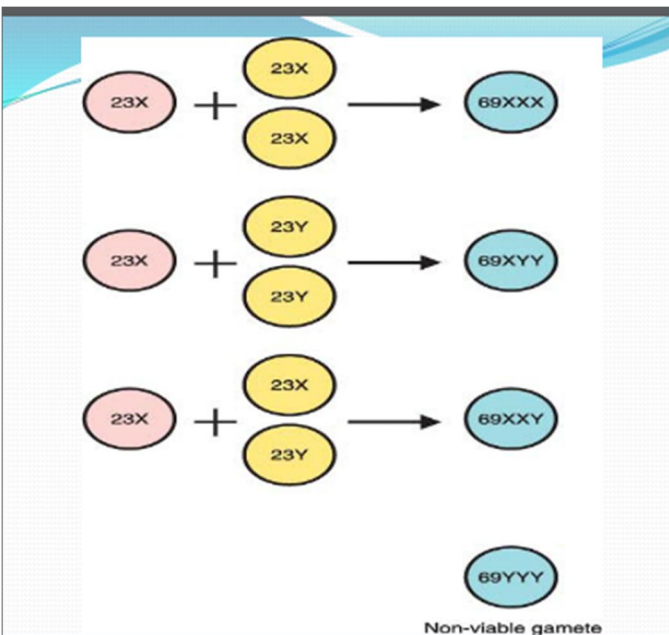 23X
23X
+
23X
69XXX
23Y
23X
+
23Y
69XYY
23X
23X
+
23Y
69XXY
69YYY
Non-viable gamete